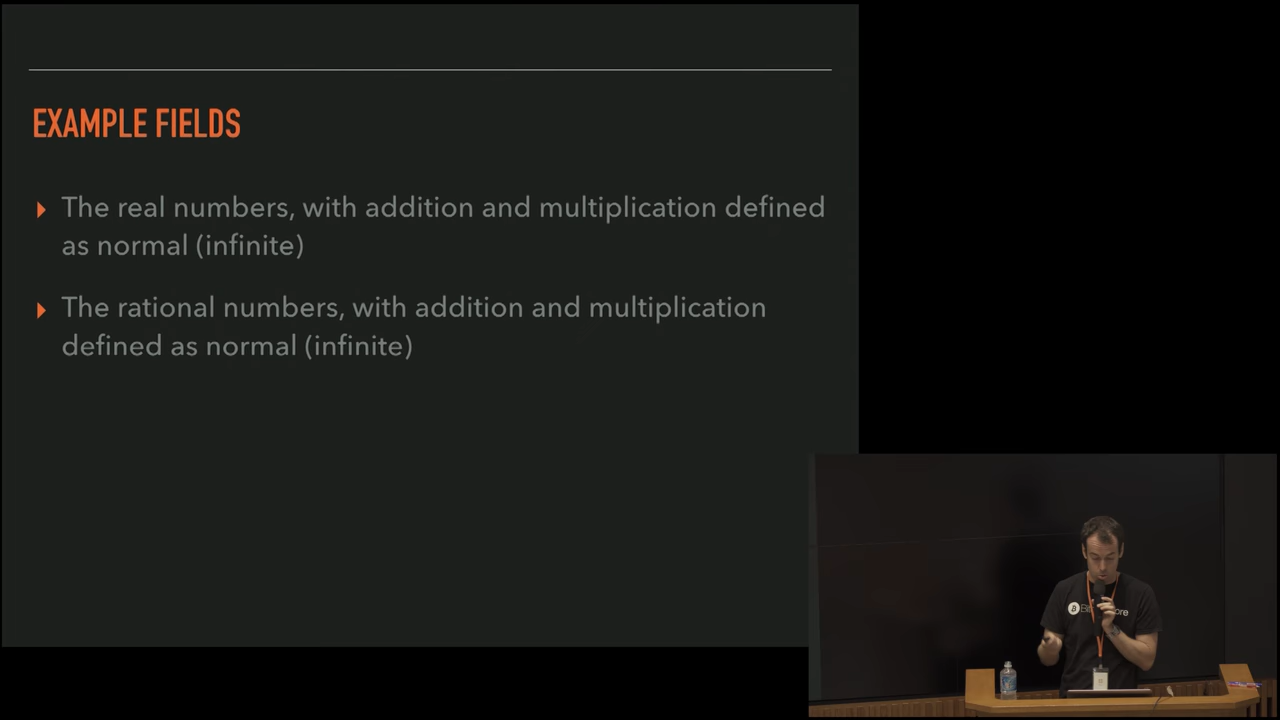 EXAMPLE FIELDS
The real numbers, with addition and multiplication defined
as normal (infinite)
The rational numbers, with addition and multiplication
defined as normal (infinite)